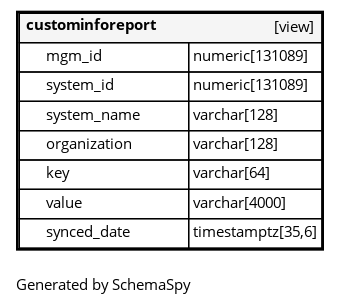 custominforeport [view]
mgm_id numeric[131089]
system_id numeric[131089]
system_name varchar[128]
organization varchar[128]
key varchar[64]
value varchar[4000]
synced_date timestamptz[35,6]
Generated by SchemaSpy